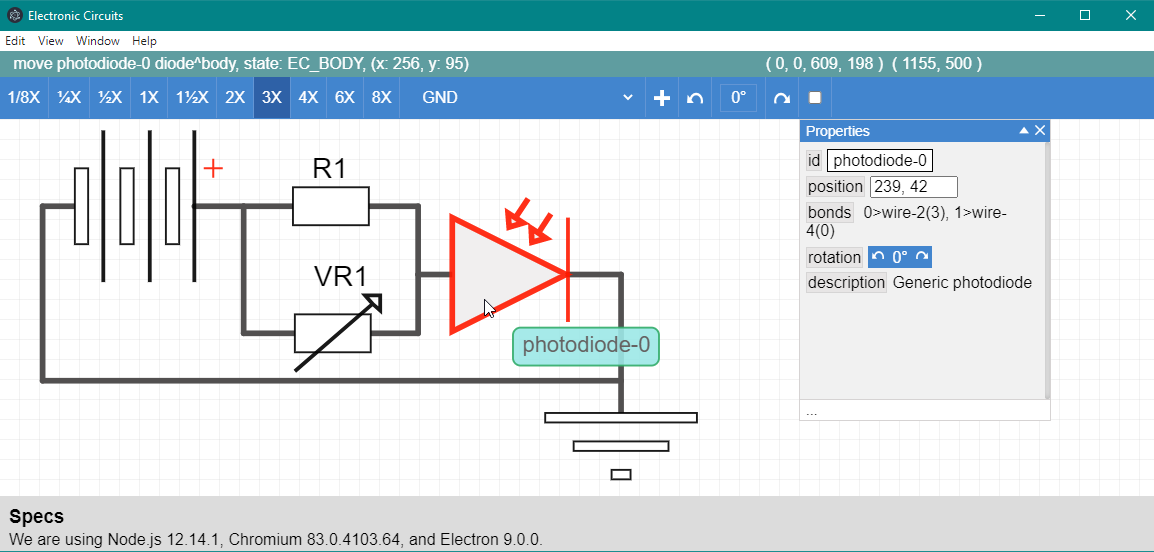 Electronic Circuits
Edit View Window Help
move photodiode-0 diode^body, state: EC_BODY, (x: 256, y: 95) ( 0, 0, 609, 198 ) ( 1155, 500 )
1/8X ¼X ½X 1X 1½X 2X 3X 4X 6X 8X GND 0°
Properties
id photodiode-0
position 239, 42
bonds 0>wire-2(3), 1>wire-
4(0)
rotation 0°
description Generic photodiode
...
+
R1
VR1
photodiode-0
Specs
We are using Node.js 12.14.1, Chromium 83.0.4103.64, and Electron 9.0.0.